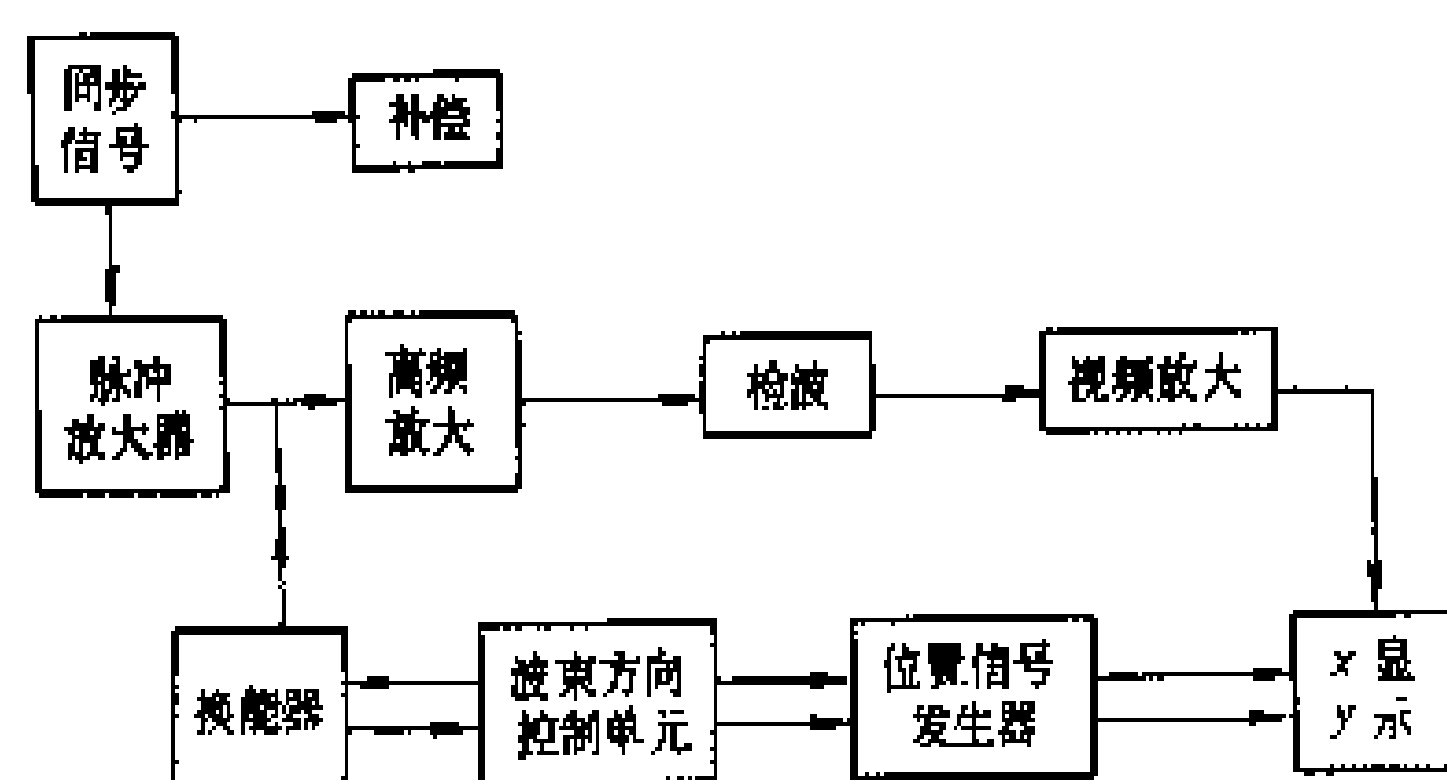 同步
信号
补偿
脉冲
放大器
高频
放大
检波
视频放大
换能器
波束方向
控制单元
位置信号
发生器
x 显
y 示